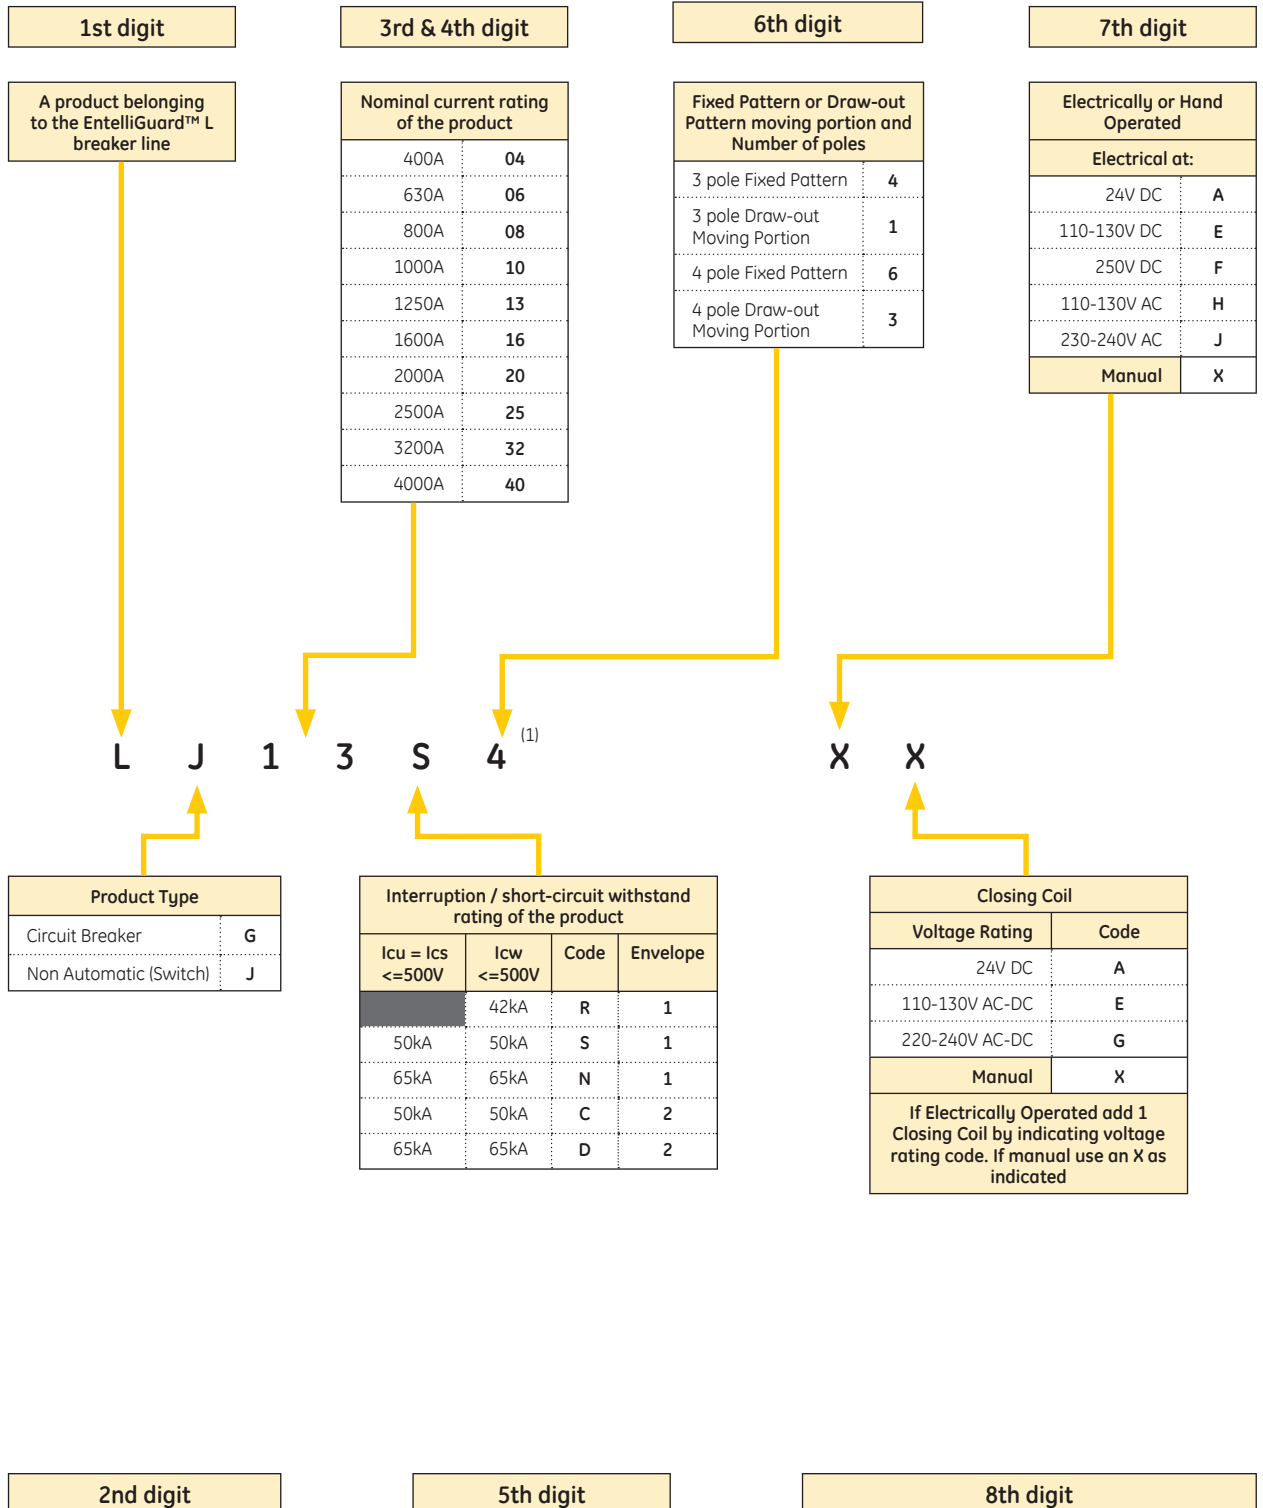 1st digit
3rd & 4th digit
6th digit
7th digit
A product belonging
to the EntelliGuard™ L
breaker line
Nominal current rating
of the product
400A 04
630A 06
800A 08
1000A 10
1250A 13
1600A 16
2000A 20
2500A 25
3200A 32
4000A 40
Fixed Pattern or Draw-out
Pattern moving portion and
Number of poles
3 pole Fixed Pattern 4
3 pole Draw-out
Moving Portion 1
4 pole Fixed Pattern 6
4 pole Draw-out
Moving Portion 3
Electrically or Hand
Operated
Electrical at:
24V DC A
110-130V DC E
250V DC F
110-130V AC H
230-240V AC J
Manual X
L J 1 3 S 4 (1) X X
Product Type
Circuit Breaker G
Non Automatic (Switch) J
Interruption / short-circuit withstand
rating of the product
Icu = Ics
<=500V
Icw
<=500V
Code
Envelope
42kA R 1
50kA 50kA S 1
65kA 65kA N 1
50kA 50kA C 2
65kA 65kA D 2
Closing Coil
Voltage Rating Code
24V DC A
110-130V AC-DC E
220-240V AC-DC G
Manual X
If Electrically Operated add 1
Closing Coil by indicating voltage
rating code. If manual use an X as
indicated
2nd digit
5th digit
8th digit